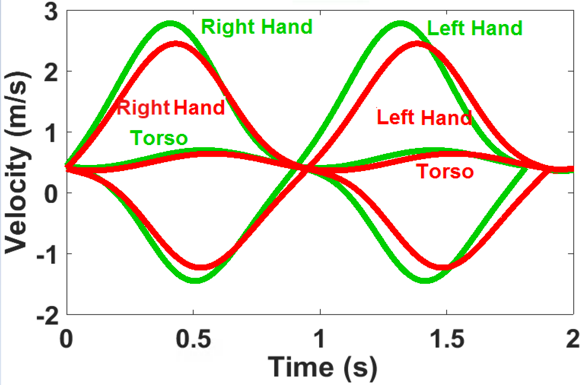 3
Right Hand
Left Hand
2
Right Hand
Left Hand
1
Torso
Torso
0
-1
-2
0
0.5
1
1.5
2
Velocity (m/s)
Time (s)